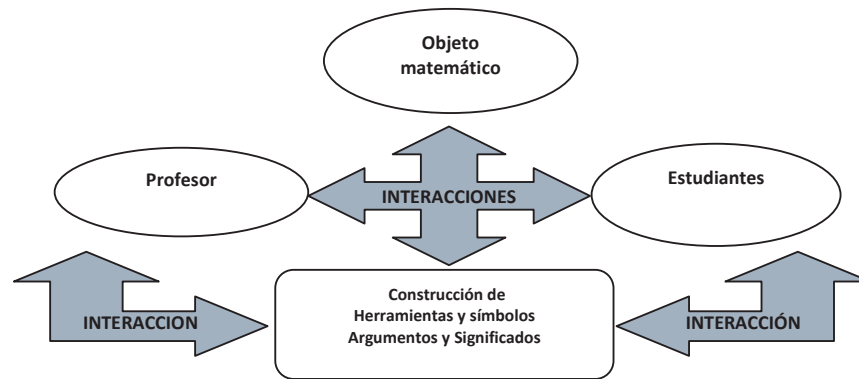 Objeto
matemático
Profesor
Estudiantes
INTERACCIONES
Construcción de
Herramientas y símbolos
Argumentos y Significados
INTERACCION
INTERACCIÓN